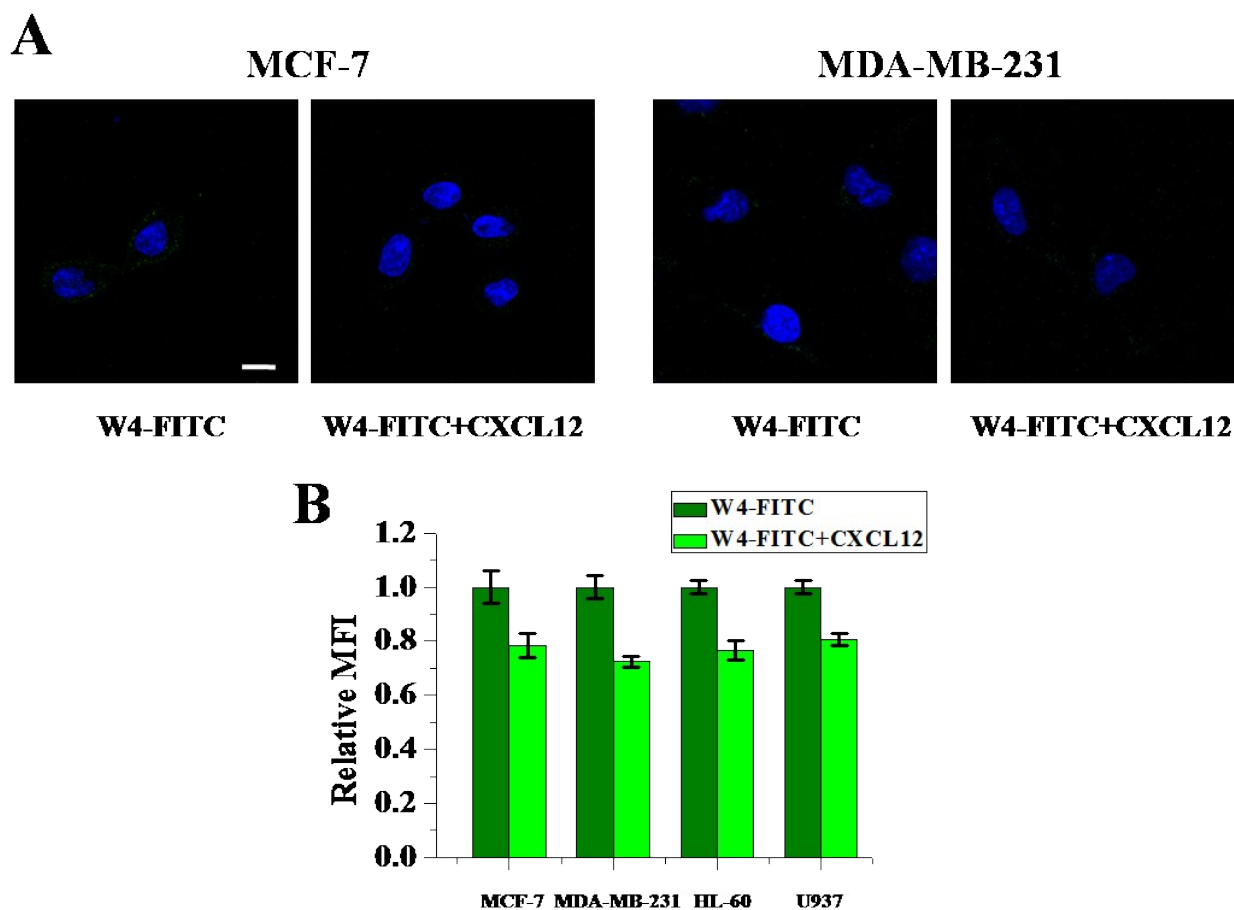 A
MCF-7
MDA-MB-231
W4-FITC
W4-FITC+CXCL12
W4-FITC
W4-FITC+CXCL12
B
W4-FITC
W4-FITC+CXCL12
Relative MFI
1.2
1.0
0.8
0.6
0.4
0.2
0.0
MCF-7 MDA-MB-231 HL-60 U937